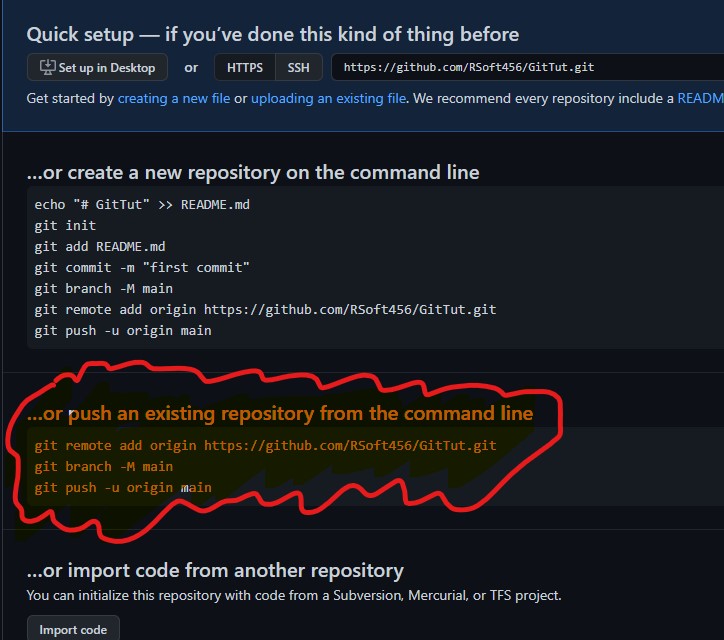 Quick setup — if you've done this kind of thing before
Set up in Desktop or HTTPS SSH https://github.com/RSoft456/GitTut.git
Get started by creating a new file or uploading an existing file. We recommend every repository include a READM
...or create a new repository on the command line
echo "# GitTut" >> README.md
git init
git add README.md
git commit -m "first commit"
git branch -M main
git remote add origin https://github.com/RSoft456/GitTut.git
git push -u origin main
...or push an existing repository from the command line
git remote add origin https://github.com/RSoft456/GitTut.git
git branch -M main
git push -u origin main
...or import code from another repository
You can initialize this repository with code from a Subversion, Mercurial, or TFS project.
Import code